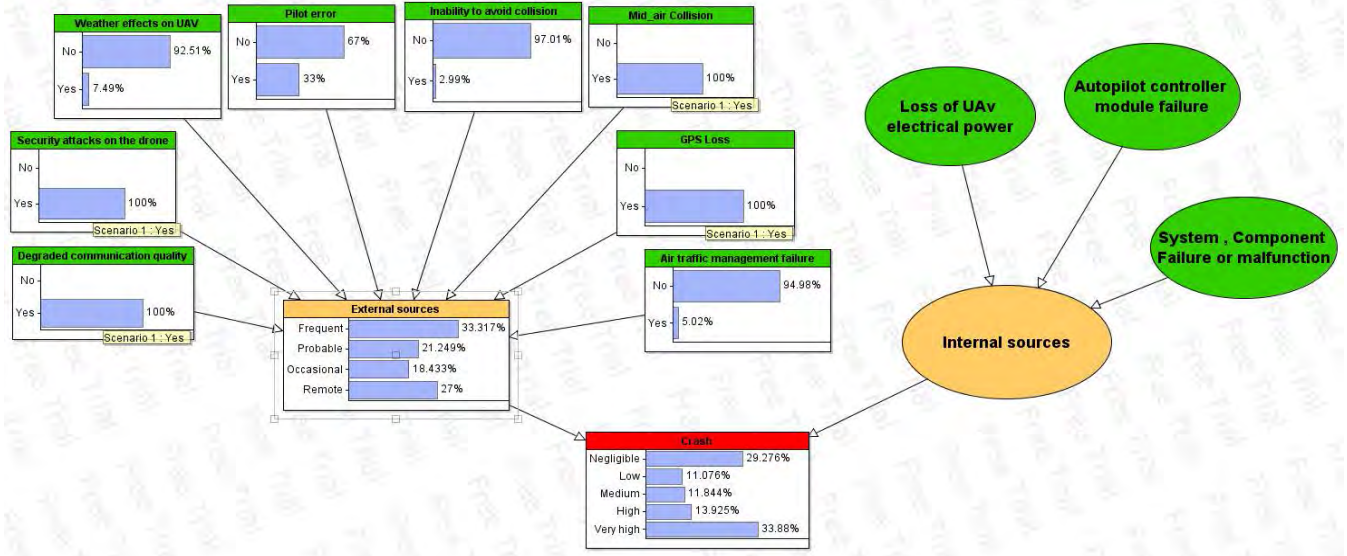 Weather effects on UAV
No
92.51%
Yes
7.49%
Pilot error
No
67%
Yes
33%
Inability to avoid collision
No
97.01%
Yes
2.99%
Mid_air Collision
No
Yes
100%
Scenario 1 : Yes
Security attacks on the drone
No
Yes
100%
Scenario 1 : Yes
GPS Loss
No
Yes
100%
Scenario 1 : Yes
Degraded communication quality
No
Yes
100%
Scenario 1 : Yes
Air traffic management failure
No
94.98%
Yes
5.02%
External sources
Frequent
33.317%
Probable
21.249%
Occasional
18.433%
Remote
27%
Loss of UAv
electrical power
Autopilot controller
module failure
System , Component
Failure or malfunction
Internal sources
Crash
Negligible
29.276%
Low
11.076%
Medium
11.844%
High
13.925%
Very high
33.88%
Free Trial